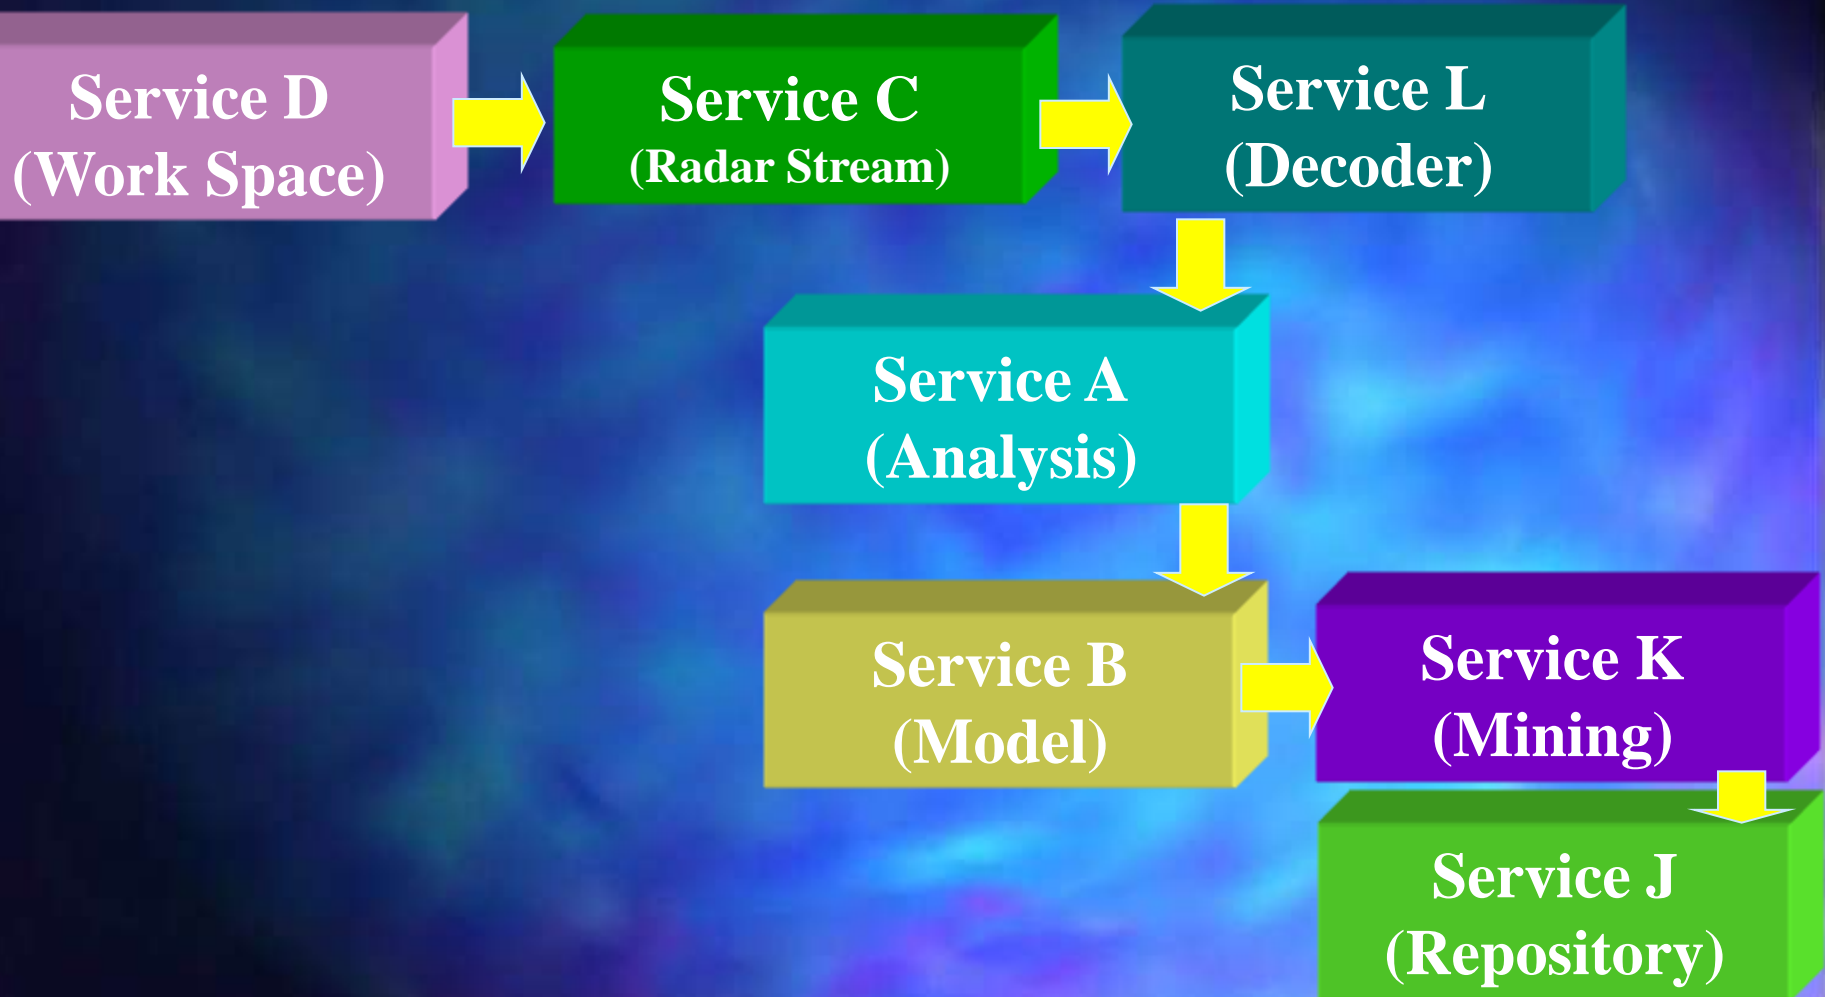 Service D
(Work Space)
Service C
(Radar Stream)
Service L
(Decoder)
Service A
(Analysis)
Service B
(Model)
Service K
(Mining)
Service J
(Repository)